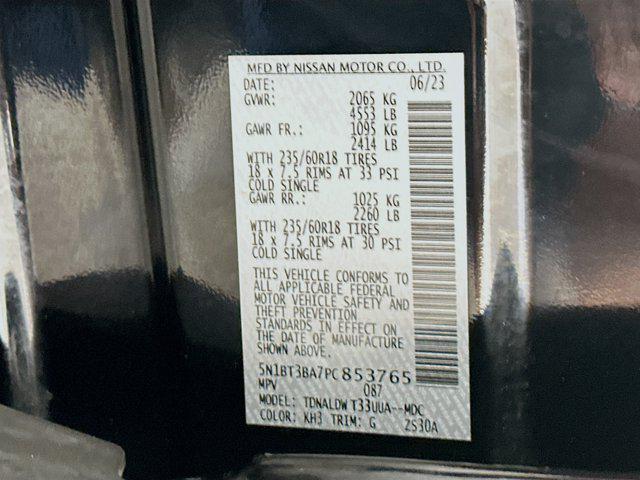 MFD BY NISSAN MOTOR CO., LTD.
DATE: 06/23
GVWR: 2065 KG
4553 LB
GAWR FR.: 1095 KG
2414 LB
WITH 235/60R18 TIRES
18 x 7.5 RIMS AT 33 PSI
COLD SINGLE
GAWR RR.: 1025 KG
2260 LB
WITH 235/60R18 TIRES
18 x 7.5 RIMS AT 30 PSI
COLD SINGLE
THIS VEHICLE CONFORMS TO
ALL APPLICABLE FEDERAL
MOTOR VEHICLE SAFETY AND
THEFT PREVENTION
STANDARDS IN EFFECT ON
THE DATE OF MANUFACTURE
SHOWN ABOVE.
5N1BT3BA7PC853765
MPV 087
MODEL: TDNALDWT33UUA--MDC
COLOR: KH3 TRIM: G 2S30A